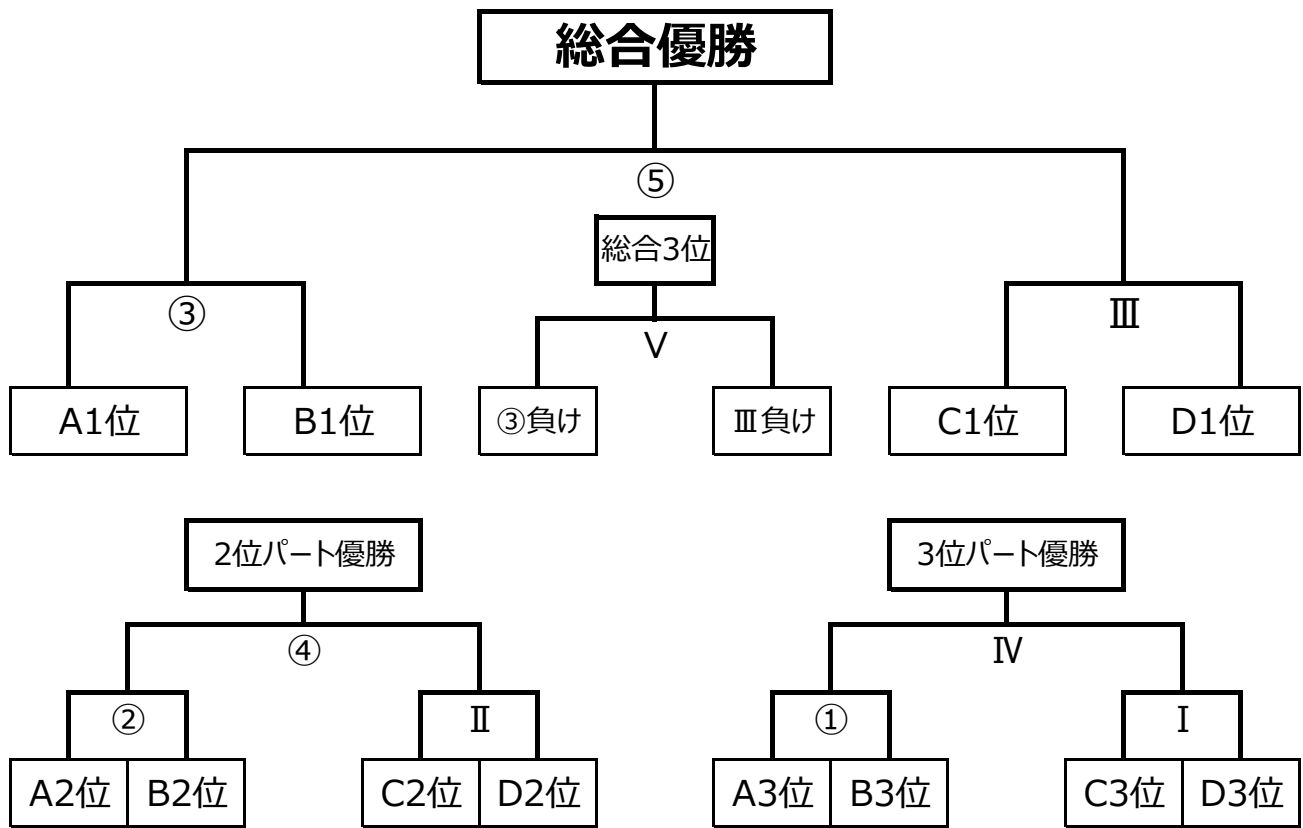 総合優勝
⑤
総合3位
③
Ⅴ
Ⅲ
A1位
B1位
③負け
Ⅲ負け
C1位
D1位
2位パート優勝
3位パート優勝
④
Ⅳ
②
Ⅱ
①
Ⅰ
A2位 B2位
C2位 D2位
A3位 B3位
C3位 D3位